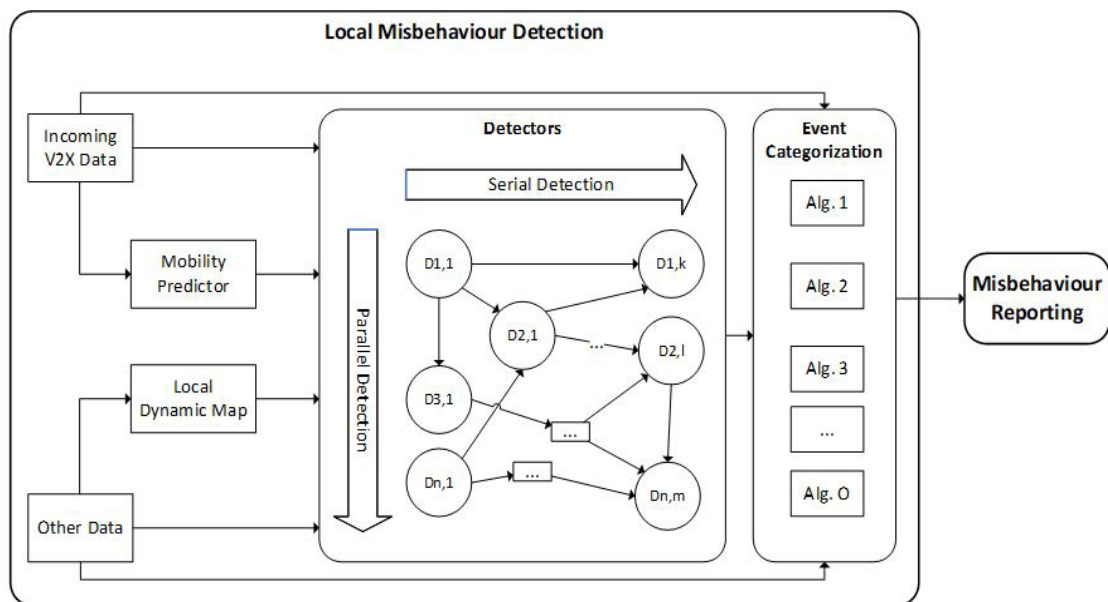 Local Misbehaviour Detection
Incoming
V2X Data
Mobility
Predictor
Local
Dynamic Map
Other Data
Detectors
Serial Detection
Parallel Detection
D1,1
D1,k
D2,1
...
D2,l
D3,1
...
Dn,1
...
Dn,m
Event
Categorization
Alg. 1
Alg. 2
Alg. 3
...
Alg. O
Misbehaviour
Reporting